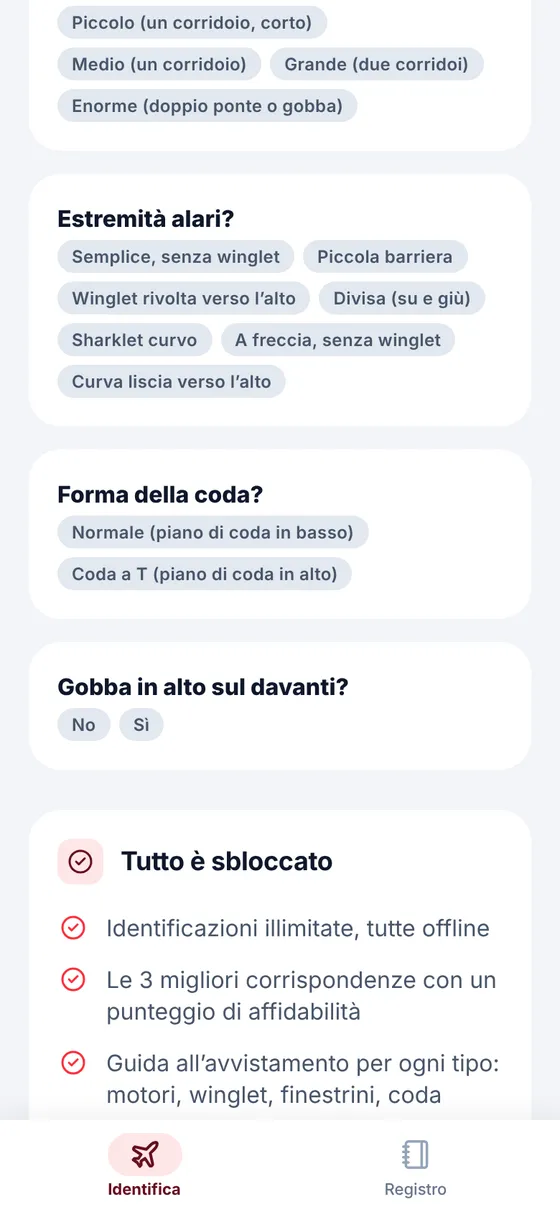 Piccolo (un corridoio, corto)
Medio (un corridoio)
Grande (due corridoi)
Enorme (doppio ponte o gobba)
Estremità alari?
Semplice, senza winglet
Piccola barriera
Winglet rivolta verso l’alto
Divisa (su e giù)
Sharklet curvo
A freccia, senza winglet
Curva liscia verso l’alto
Forma della coda?
Normale (piano di coda in basso)
Coda a T (piano di coda in alto)
Gobba in alto sul davanti?
No
Sì
Tutto è sbloccato
Identificazioni illimitate, tutte offline
Le 3 migliori corrispondenze con un
punteggio di affidabilità
Guida all’avvistamento per ogni tipo:
motori, winglet, finestrini, coda
Identifica
Registro